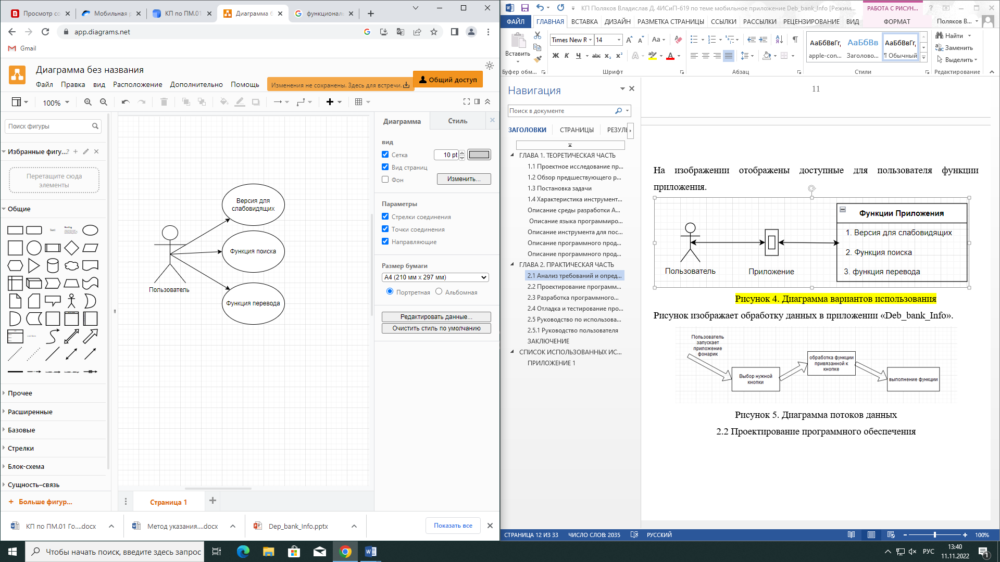 Просмотр со
Мобильная р
КП по ПМ.01
Диаграмма б
функциональ
app.diagrams.net
Gmail
Диаграмма без названия
Файл
Правка
вид
Расположение
Дополнительно
Помощь
Изменения не сохранены. Здесь для встречи.
Общий доступ
100%
Поиск фигуры
Избранные фигу...
?
Перетащите сюда
элементы
Общие
Text
Heading
List Item
Прочее
Расширенные
Базовые
Стрелки
Блок-схема
Сущность–связь
+ Больше фигур...
Версия для
слабовидящих
Функция поиска
Функция перевода
Пользователь
Страница 1
Диаграмма
Стиль
вид
Сетка
10 pt
Вид страниц
Фон
Изменить...
Параметры
Стрелки соединения
Точки соединения
Направляющие
Размер бумаги
A4 (210 мм x 297 мм)
Портретная
Альбомная
Редактировать данные...
Очистить стиль по умолчанию
КП по ПМ.01 Го....docx
Метод указания....docx
Dep_bank_Info.pptx
Показать все
КП Поляков Владислав Д. 4ИСиП-619 по теме мобильное приложение Deb_bank_Info [Режим...
РАБОТА С РИСУН...
ФАЙЛ
ГЛАВНАЯ
ВСТАВКА
ДИЗАЙН
РАЗМЕТКА СТРАНИЦЫ
ССЫЛКИ
РАССЫЛКИ
РЕЦЕНЗИРОВАНИЕ
ВИД
ФОРМАТ
Поляков В...
Вставить
Times New R
14
Aa
Ж К Ч abc x₂ x²
АаБбВвГг,
apple-con...
АаБбВв
Заголово...
АаБбВвГг,
¶ Обычный
Найти
Заменить
Выделить
Буфер обм...
Шрифт
Абзац
Стили
Редактирование
Навигация
Поиск в документе
ЗАГОЛОВКИ
СТРАНИЦЫ
РЕЗУЛЬ
ГЛАВА 1. ТЕОРЕТИЧЕСКАЯ ЧАСТЬ
1.1 Проектное исследование пр...
1.2 Обзор предшествующего р...
1.3 Постановка задачи
1.4 Характеристика инструмент...
Описание среды разработки А...
Описание языка программиро...
Описание инструмента для пос...
Описание программного прод...
Описание программного прод...
ГЛАВА 2. ПРАКТИЧЕСКАЯ ЧАСТЬ
2.1 Анализ требований и опред...
2.2 Проектирование программ...
2.3 Разработка программного...
2.4 Отладка и тестирование про...
2.5 Руководство по использова...
2.5.1 Руководство пользователя
ЗАКЛЮЧЕНИЕ
СПИСОК ИСПОЛЬЗОВАННЫХ ИС...
ПРИЛОЖЕНИЕ 1
11
На изображении отображены доступные для пользователя функции
приложения.
Функции Приложения
1. Версия для слабовидящих
2. Функция поиска
3. функция перевода
Пользователь
Приложение
Рисунок 4. Диаграмма вариантов использования
Рисунок изображает обработку данных в приложении «Deb_bank_Info».
Пользователь
запускает
приложение
фонарик
Выбор нужной
кнопки
обработка функции
привязанной к
кнопке
выполнение функции
Рисунок 5. Диаграмма потоков данных
2.2 Проектирование программного обеспечения
СТРАНИЦА 12 ИЗ 33
ЧИСЛО СЛОВ: 2035
РУССКИЙ
100%
Чтобы начать поиск, введите здесь запрос
РУС
13:40
11.11.2022
1